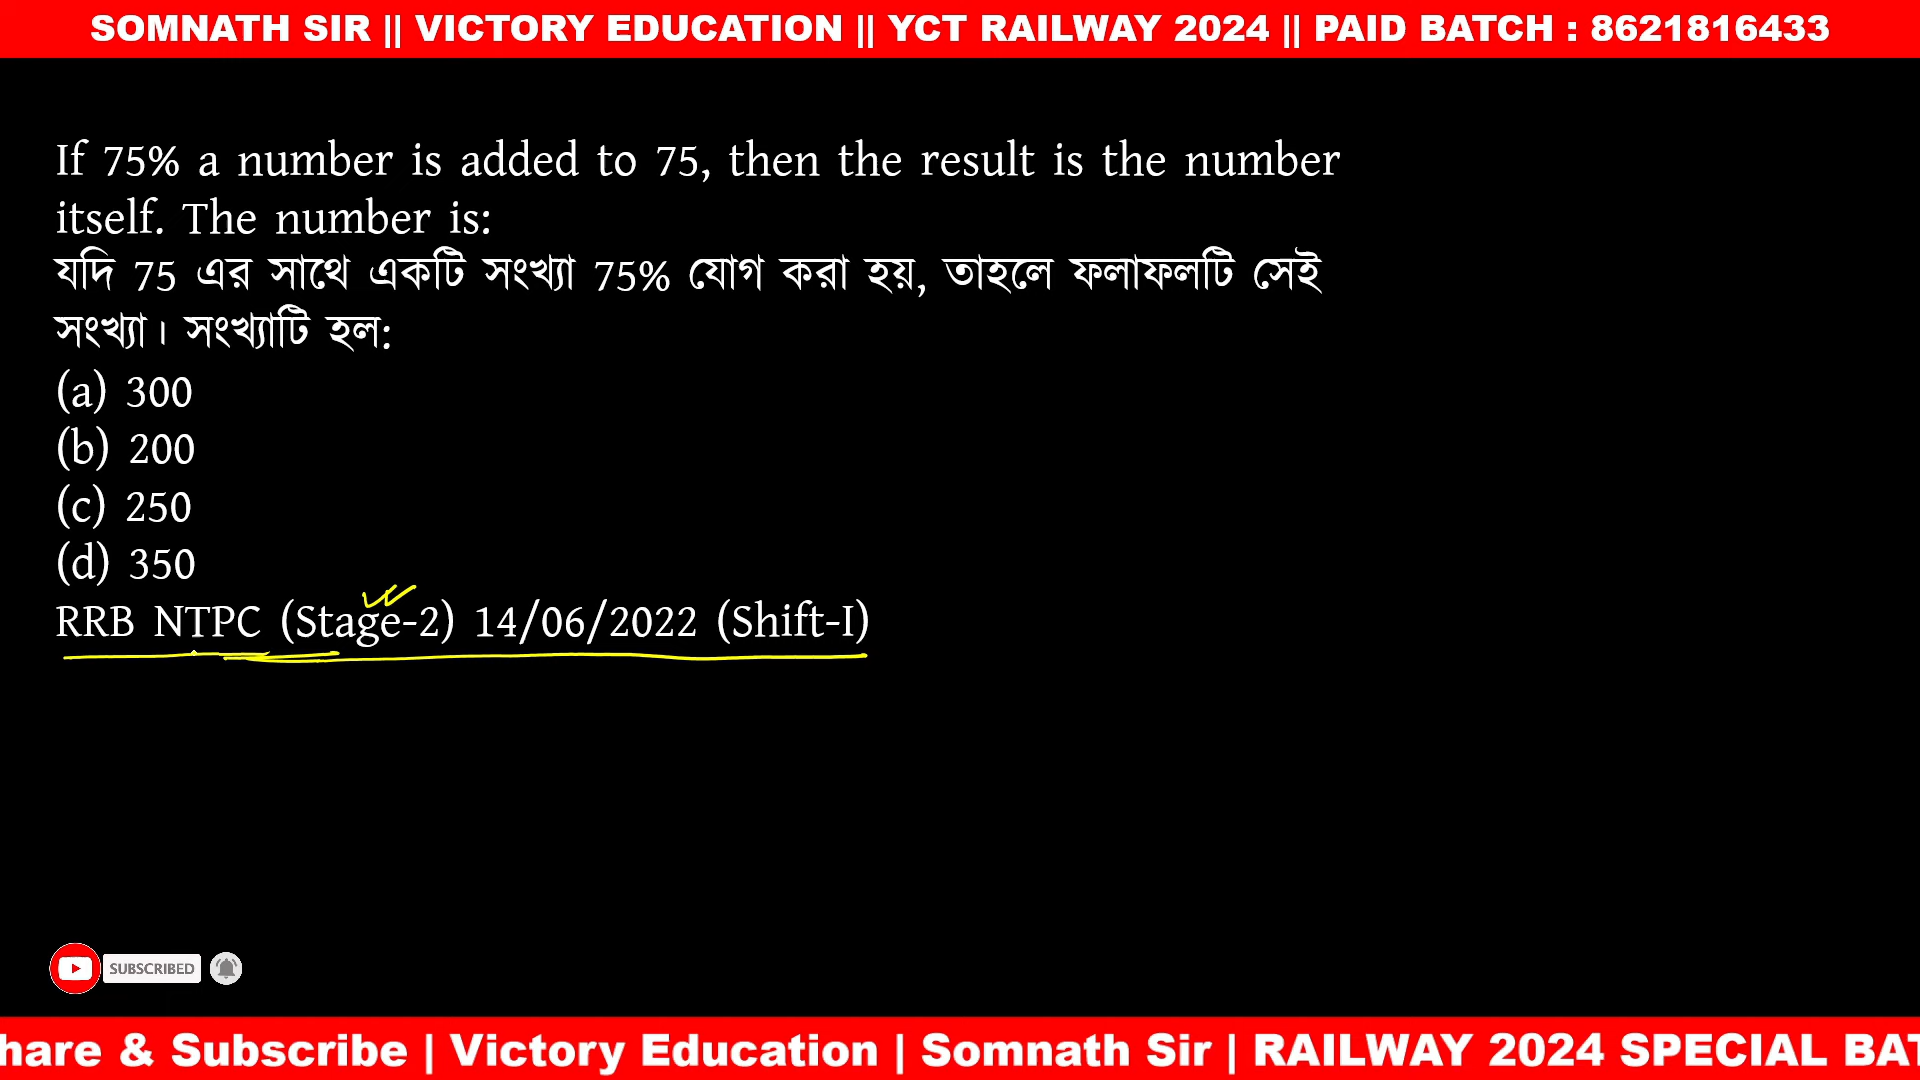 SOMNATH SIR || VICTORY EDUCATION || YCT RAILWAY 2024 || PAID BATCH : 8621816433
If 75% a number is added to 75, then the result is the number
itself. The number is:
যদি 75 এর সাথে একটি সংখ্যা 75% যোগ করা হয়, তাহলে ফলাফলটি সেই
সংখ্যা। সংখ্যাটি হল:
(a) 300
(b) 200
(c) 250
(d) 350
RRB NTPC (Stage-2) 14/06/2022 (Shift-I)
SUBSCRIBED
hare & Subscribe | Victory Education | Somnath Sir | RAILWAY 2024 SPECIAL BAT